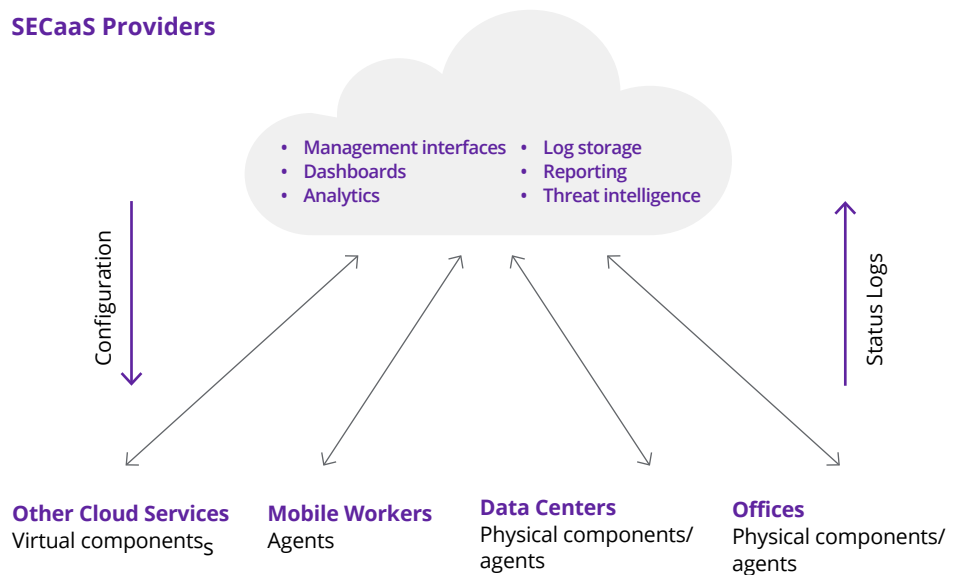 SECaaS Providers
• Management interfaces
• Dashboards
• Analytics
• Log storage
• Reporting
• Threat intelligence
Configuration
Status Logs
Other Cloud Services
Virtual componentss
Mobile Workers
Agents
Data Centers
Physical components/
agents
Offices
Physical components/
agents